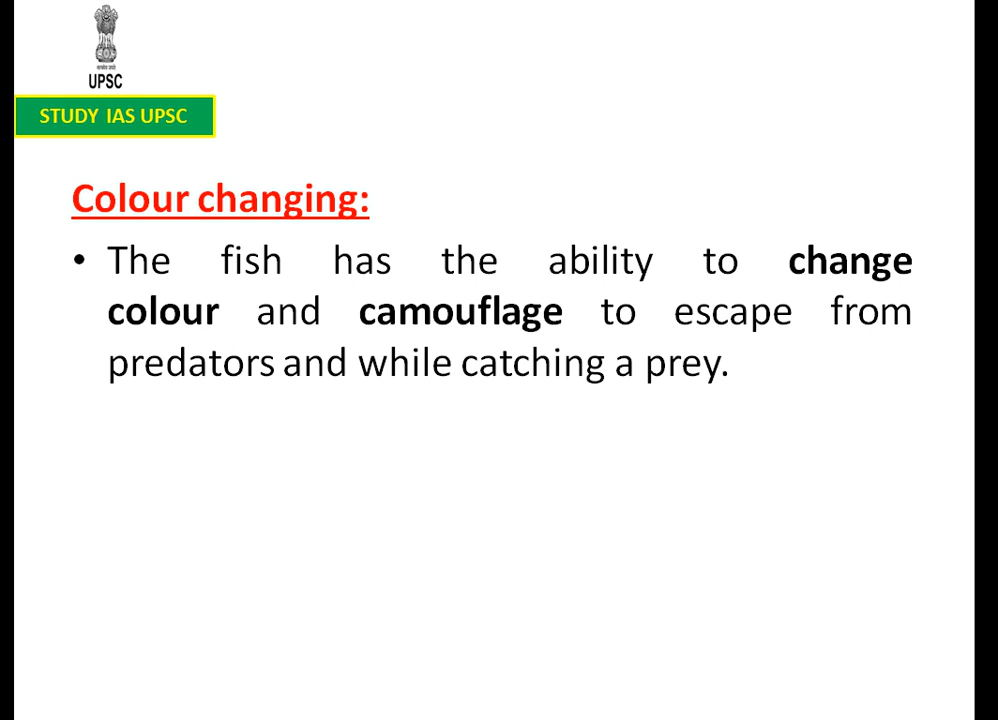 UPSC
STUDY IAS UPSC
Colour changing:
• The fish has the ability to change
colour and camouflage to escape from
predators and while catching a prey.